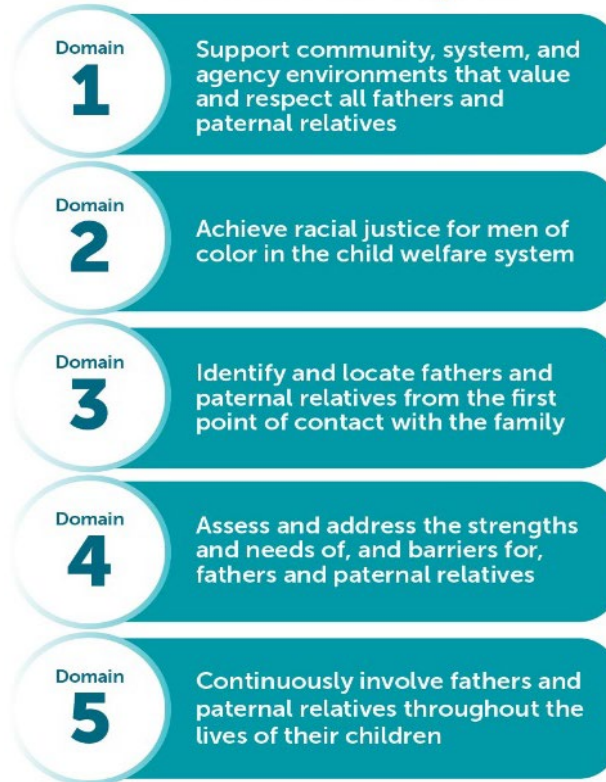 Domain
1
Support community, system, and
agency environments that value
and respect all fathers and
paternal relatives
Domain
2
Achieve racial justice for men of
color in the child welfare system
Domain
3
Identify and locate fathers and
paternal relatives from the first
point of contact with the family
Domain
4
Assess and address the strengths
and needs of, and barriers for,
fathers and paternal relatives
Domain
5
Continuously involve fathers and
paternal relatives throughout the
lives of their children